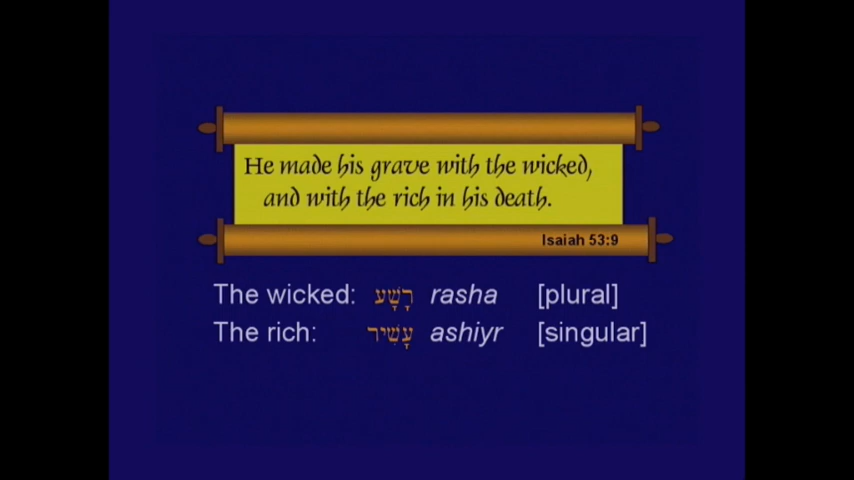 He made his grave with the wicked,
and with the rich in his death.
Isaiah 53:9
The wicked: רָשָׁע rasha [plural]
The rich: עָשִׁיר ashiyr [singular]